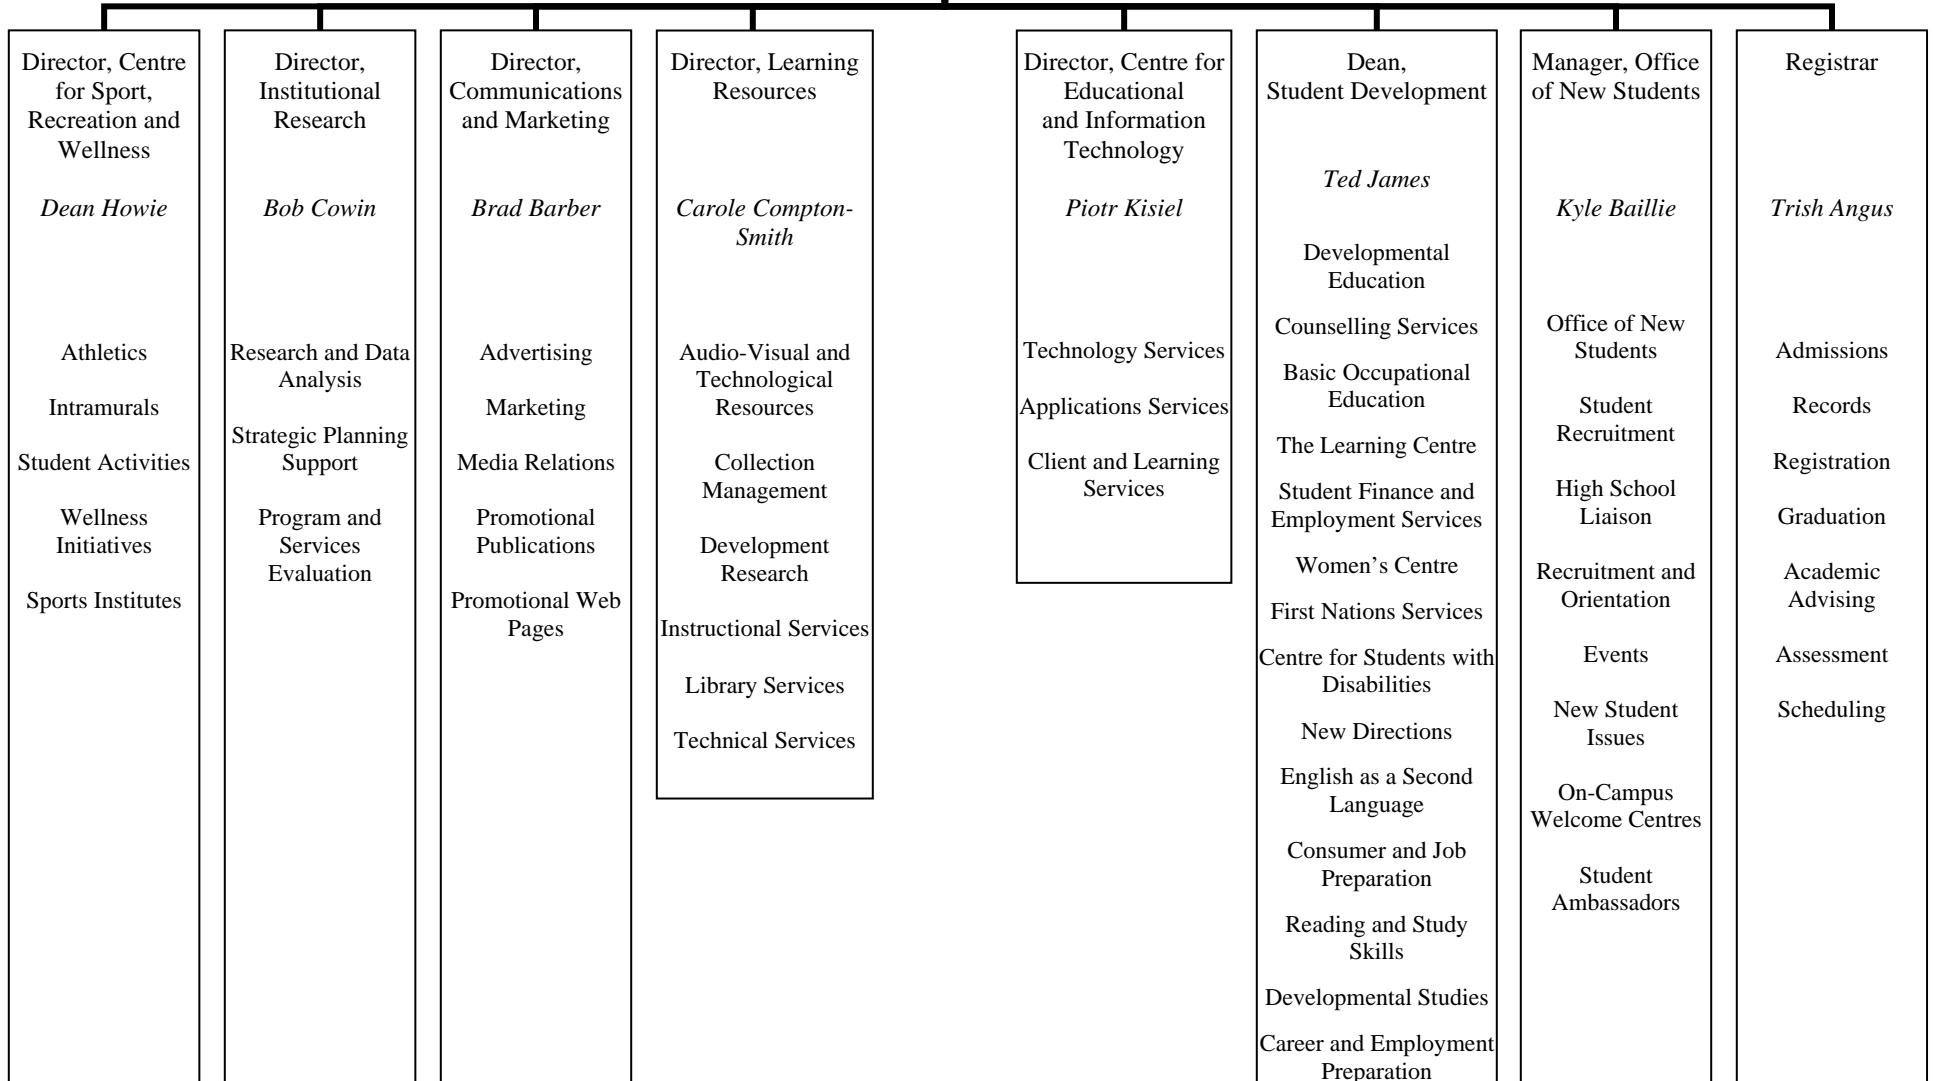 Director, Centre
for Sport,
Recreation and
Wellness
Dean Howie
Athletics
Intramurals
Student Activities
Wellness
Initiatives
Sports Institutes
Director,
Institutional
Research
Bob Cowin
Research and Data
Analysis
Strategic Planning
Support
Program and
Services
Evaluation
Director,
Communications
and Marketing
Brad Barber
Advertising
Marketing
Media Relations
Promotional
Publications
Promotional Web
Pages
Director, Learning
Resources
Carole Compton-
Smith
Audio-Visual and
Technological
Resources
Collection
Management
Development
Research
Instructional Services
Library Services
Technical Services
Director, Centre for
Educational
and Information
Technology
Piotr Kisiel
Technology Services
Applications Services
Client and Learning
Services
Dean,
Student Development
Ted James
Developmental
Education
Counselling Services
Basic Occupational
Education
The Learning Centre
Student Finance and
Employment Services
Women’s Centre
First Nations Services
Centre for Students with
Disabilities
New Directions
English as a Second
Language
Consumer and Job
Preparation
Reading and Study
Skills
Developmental Studies
Career and Employment
Preparation
Manager, Office
of New Students
Kyle Baillie
Office of New
Students
Student
Recruitment
High School
Liaison
Recruitment and
Orientation
Events
New Student
Issues
On-Campus
Welcome Centres
Student
Ambassadors
Registrar
Trish Angus
Admissions
Records
Registration
Graduation
Academic
Advising
Assessment
Scheduling